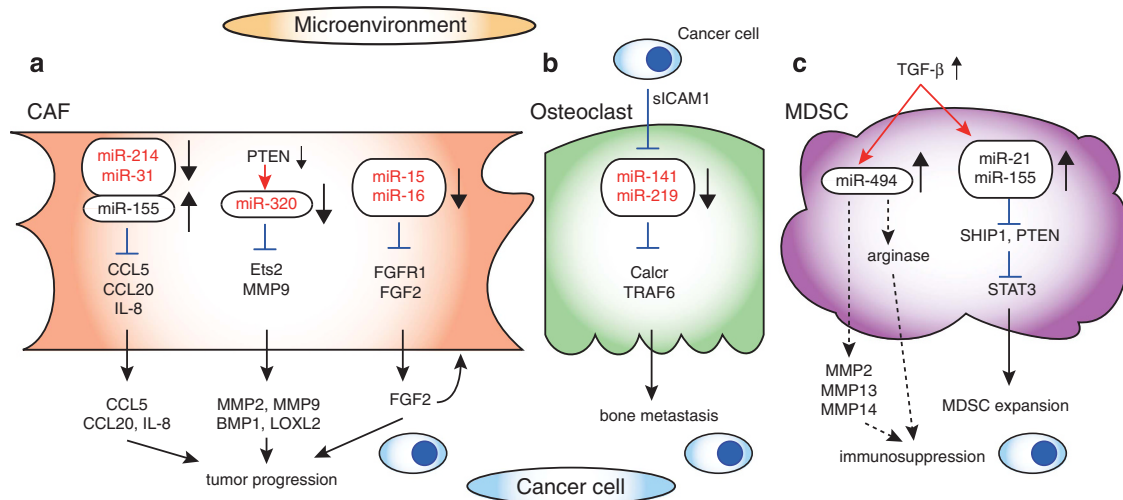 Microenvironment
a
CAF
miR-214
miR-31
miR-155
CCL5
CCL20
IL-8
CCL5
CCL20, IL-8
PTEN
miR-320
Ets2
MMP9
MMP2, MMP9
BMP1, LOXL2
miR-15
miR-16
FGFR1
FGF2
FGF2
tumor progression
b
Cancer cell
sICAM1
Osteoclast
miR-141
miR-219
Calcr
TRAF6
bone metastasis
c
TGF-β
MDSC
miR-494
arginase
MMP2
MMP13
MMP14
immunosuppression
miR-21
miR-155
SHIP1, PTEN
STAT3
MDSC expansion
Cancer cell